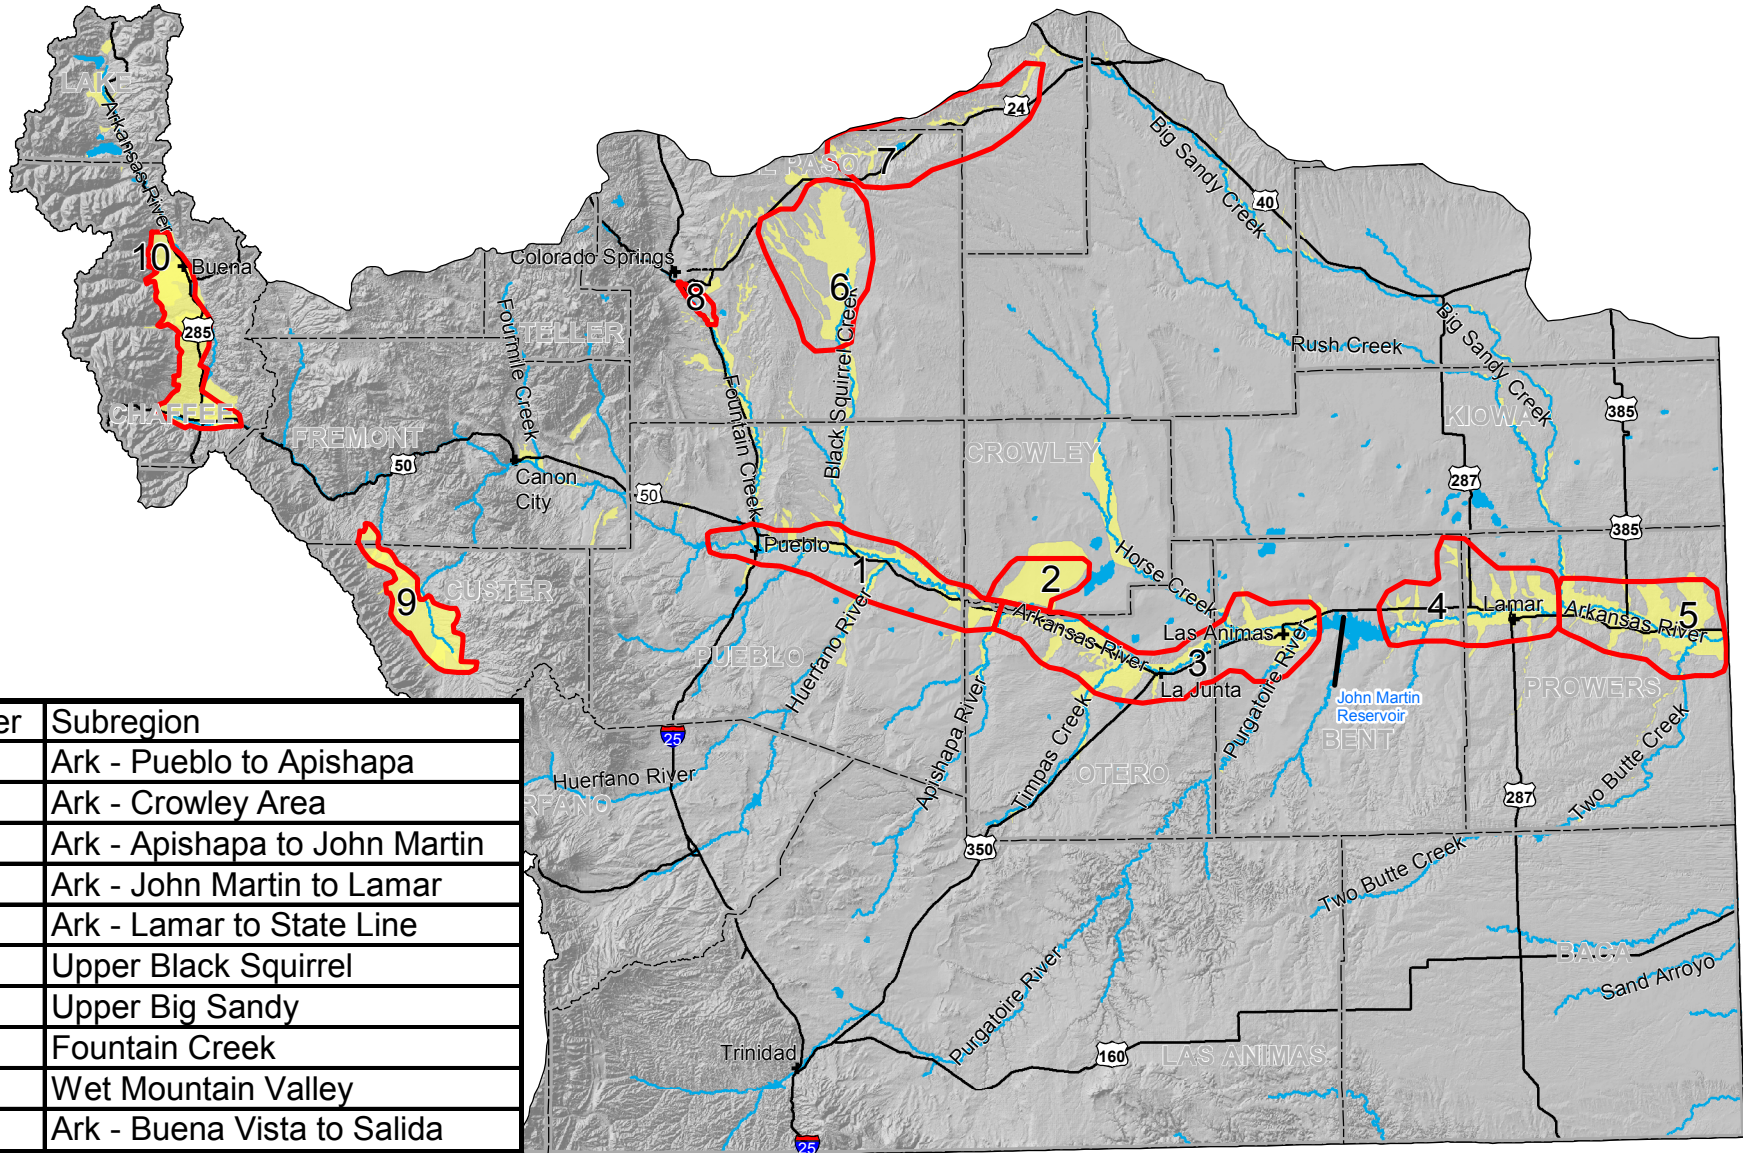 LAKE
Arkansas River
24
7
EL PASO
Big Sandy Creek
40
10
Buena
Colorado Springs
8
6
285
Fourmile Creek
TELLER
Fountain Creek
Black Squirrel Creek
Rush Creek
Big Sandy Creek
CHAFFEE
FREMONT
50
Canon
City
50
CROWLEY
KIOWA
385
287
385
Pueblo
1
2
Horse Creek
9
CUSTER
Arkansas River
Las Animas
3
La Junta
4
Lamar
Arkansas River
5
PUEBLO
Huerfano River
Apishapa River
Timpas Creek
Purgatoire River
John Martin
Reservoir
BENT
PROWERS
Two Butte Creek
25
Huerfano River
RFANO
OTERO
287
350
Two Butte Creek
BACA
Sand Arroyo
Purgatoire River
Trinidad
160
LAS ANIMAS
25
er Subregion
Ark - Pueblo to Apishapa
Ark - Crowley Area
Ark - Apishapa to John Martin
Ark - John Martin to Lamar
Ark - Lamar to State Line
Upper Black Squirrel
Upper Big Sandy
Fountain Creek
Wet Mountain Valley
Ark - Buena Vista to Salida